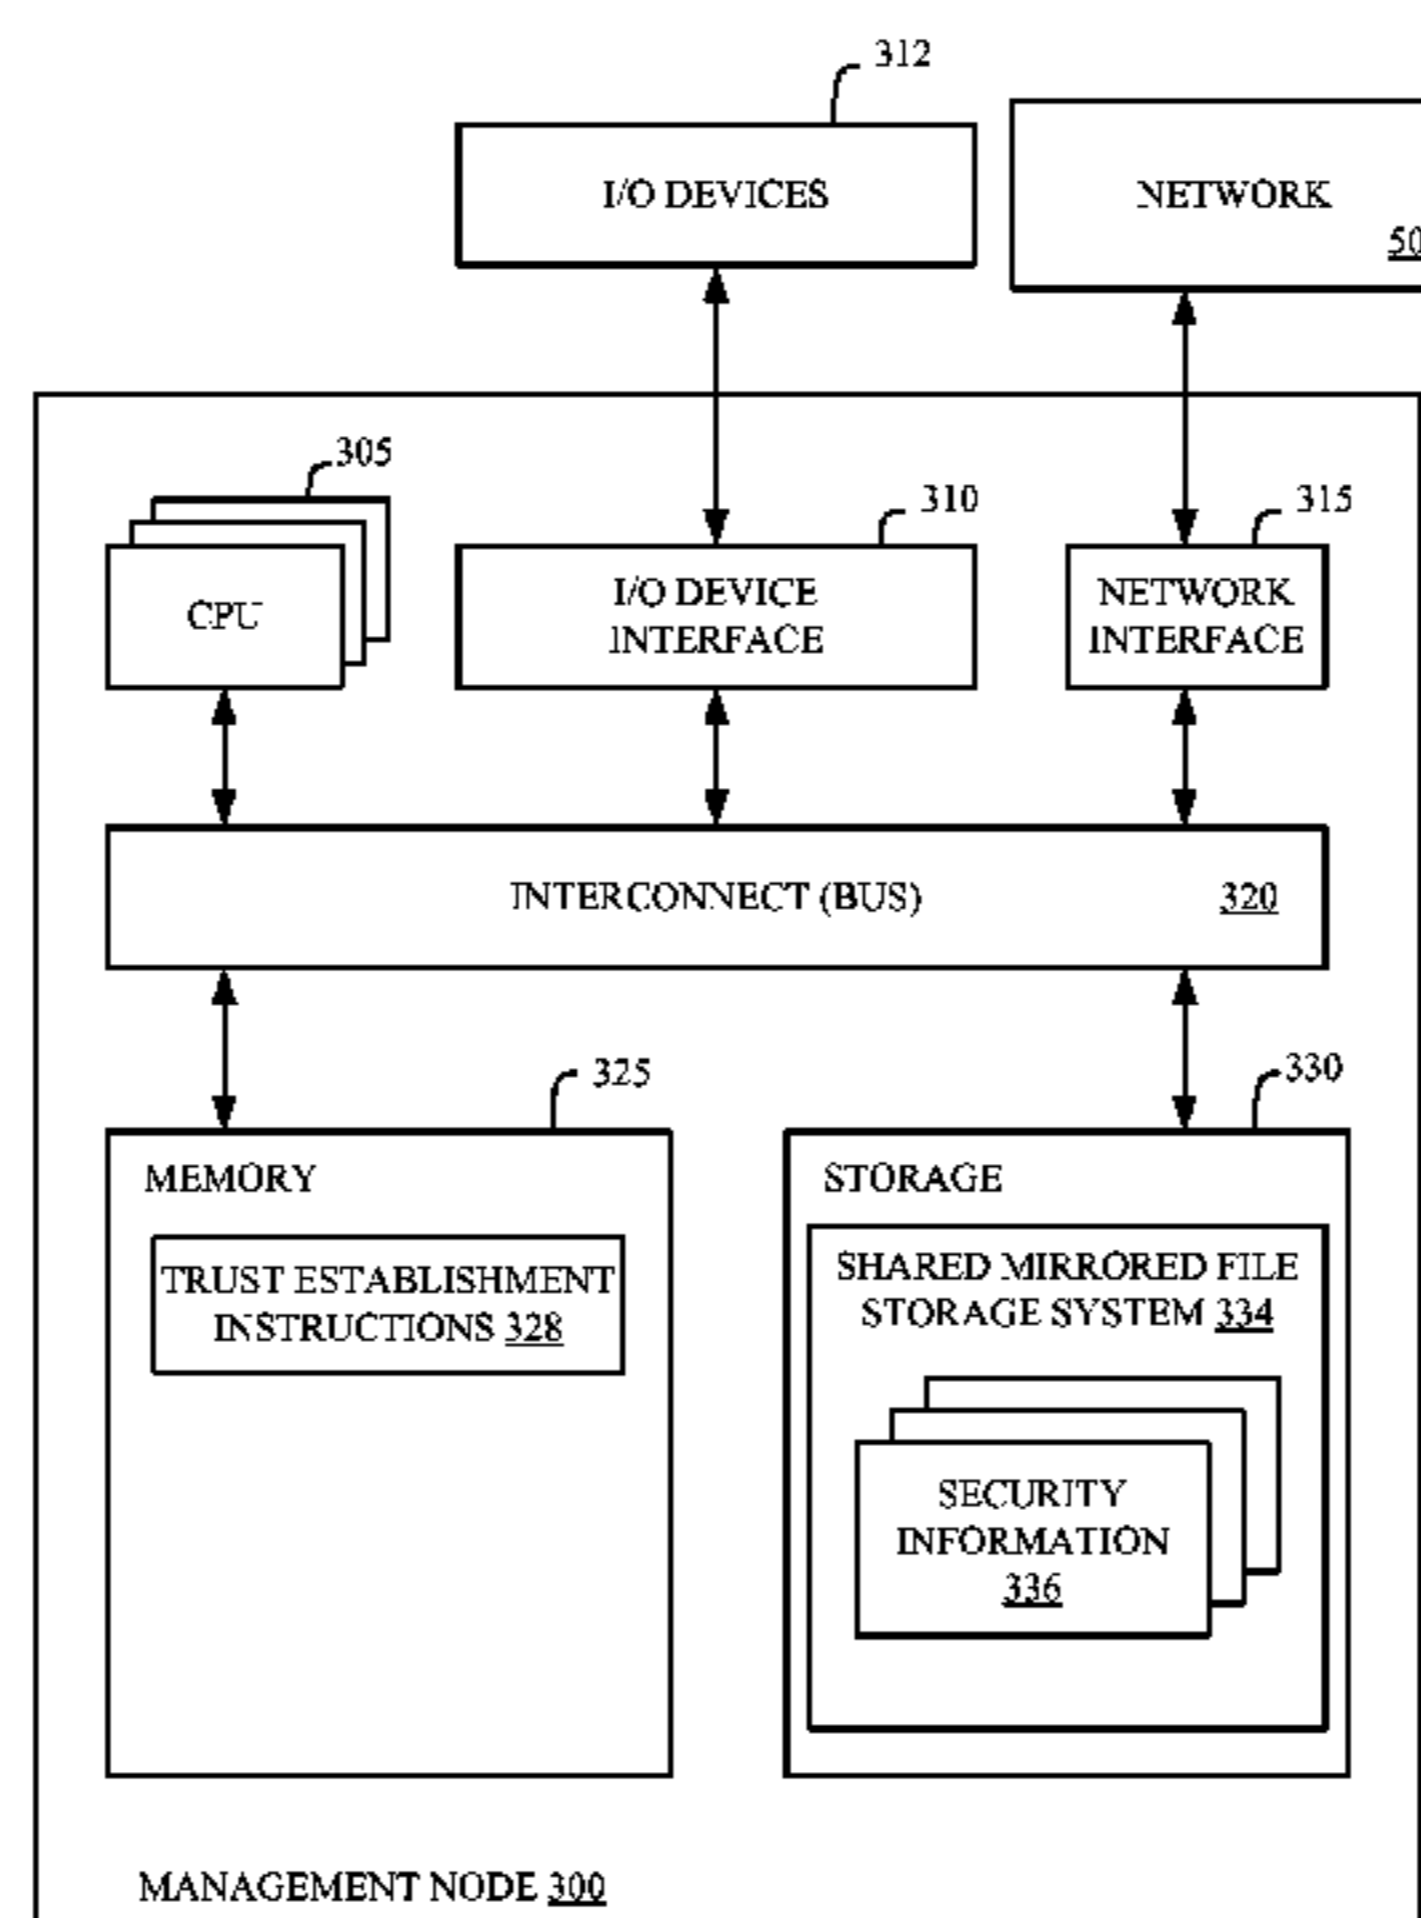 312
I/O DEVICES
NETWORK
50
305
310
315
CPU
I/O DEVICE
INTERFACE
NETWORK
INTERFACE
INTERCONNECT (BUS)
320
325
330
MEMORY
TRUST ESTABLISHMENT
INSTRUCTIONS 328
STORAGE
SHARED MIRRORED FILE
STORAGE SYSTEM 334
SECURITY
INFORMATION
336
MANAGEMENT NODE 300